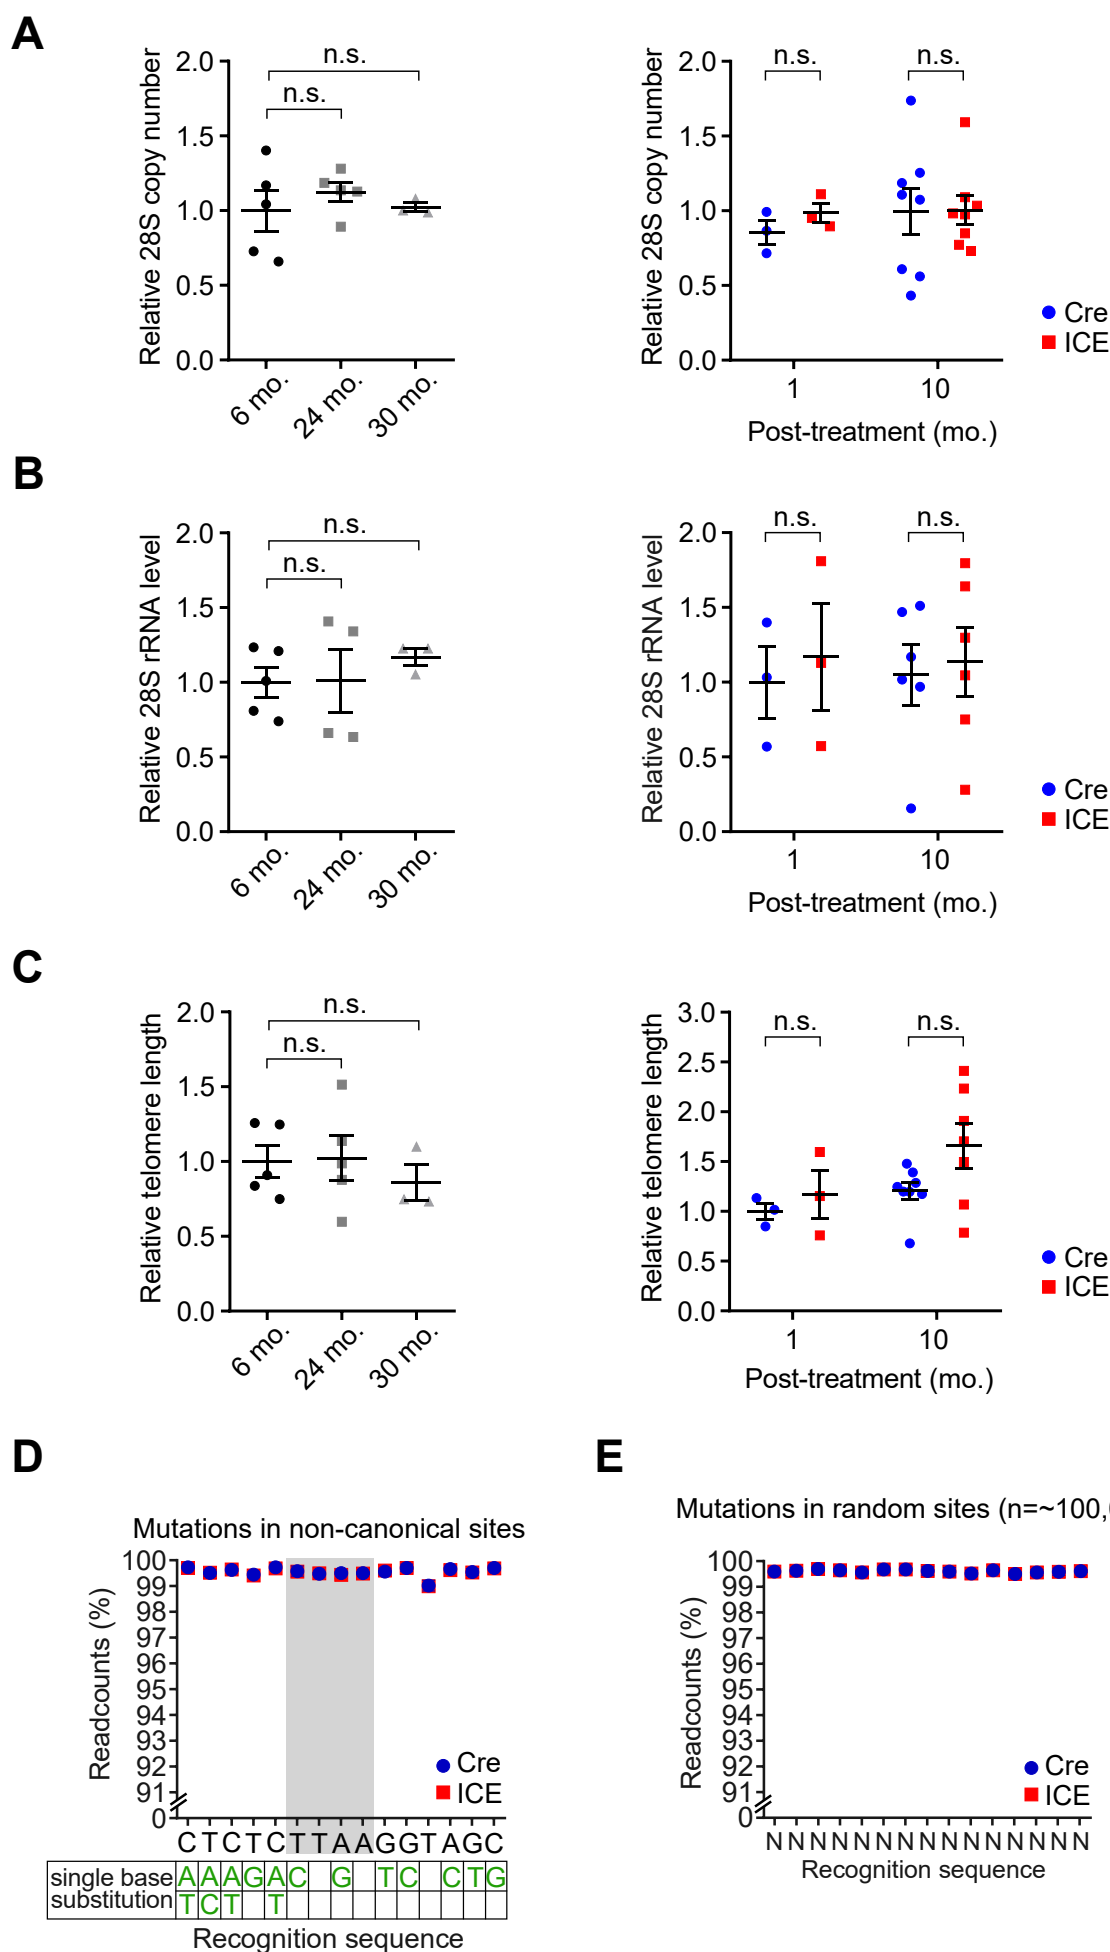 A
Relative 28S copy number
2.0
1.5
1.0
0.5
0.0
n.s.
n.s.
6 mo.
24 mo.
30 mo.
Relative 28S copy number
2.0
1.5
1.0
0.5
0.0
n.s.
n.s.
1
10
Post-treatment (mo.)
Cre
ICE
B
Relative 28S rRNA level
2.0
1.5
1.0
0.5
0.0
n.s.
n.s.
6 mo.
24 mo.
30 mo.
Relative 28S rRNA level
2.0
1.5
1.0
0.5
0.0
n.s.
n.s.
1
10
Post-treatment (mo.)
Cre
ICE
C
Relative telomere length
2.0
1.5
1.0
0.5
0.0
n.s.
n.s.
6 mo.
24 mo.
30 mo.
Relative telomere length
3.0
2.5
2.0
1.5
1.0
0.5
0.0
n.s.
n.s.
1
10
Post-treatment (mo.)
Cre
ICE
D
Mutations in non-canonical sites
Readcounts (%)
100
99
98
97
96
95
94
93
92
91
0
Cre
ICE
C T C T C T T A A G G T A G C
single base A A A G A C G T C C T G
substitution T C T T
Recognition sequence
E
Mutations in random sites (n=~100,
Readcounts (%)
100
99
98
97
96
95
94
93
92
91
0
Cre
ICE
N N N N N N N N N N N N N N N
Recognition sequence